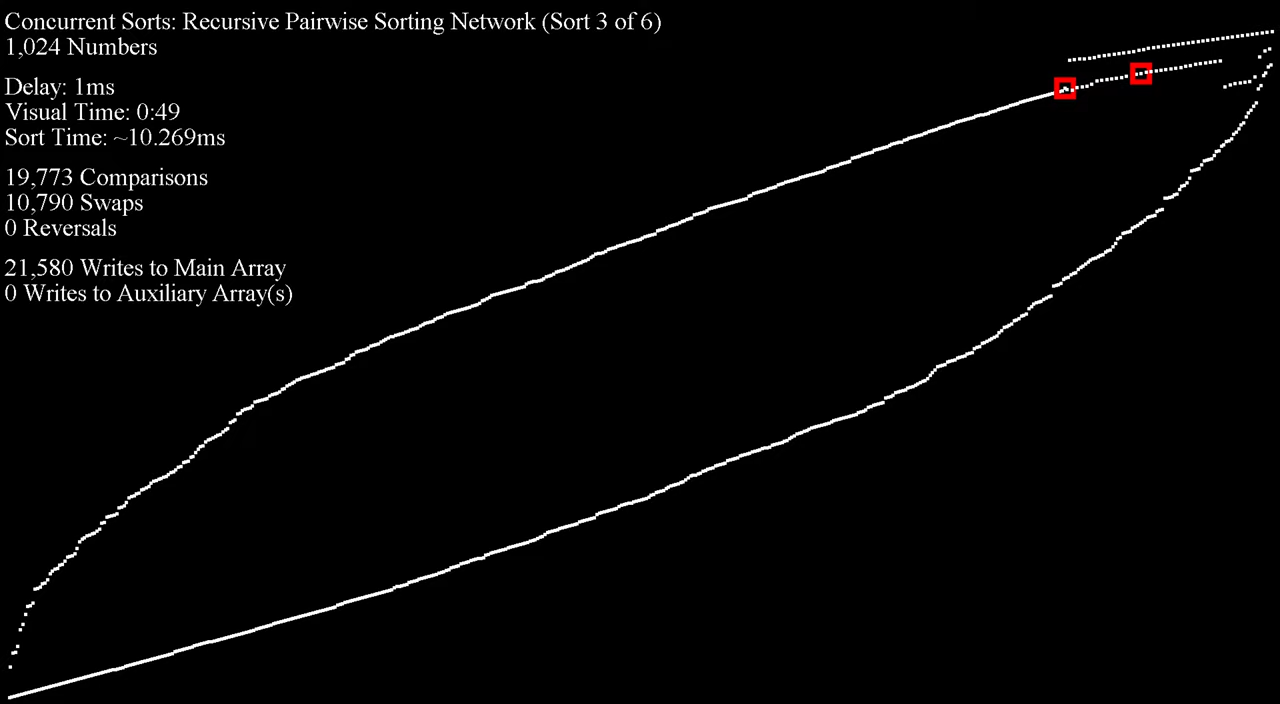 Concurrent Sorts: Recursive Pairwise Sorting Network (Sort 3 of 6)
1,024 Numbers
Delay: 1ms
Visual Time: 0:49
Sort Time: ~10.269ms
19,773 Comparisons
10,790 Swaps
0 Reversals
21,580 Writes to Main Array
0 Writes to Auxiliary Array(s)